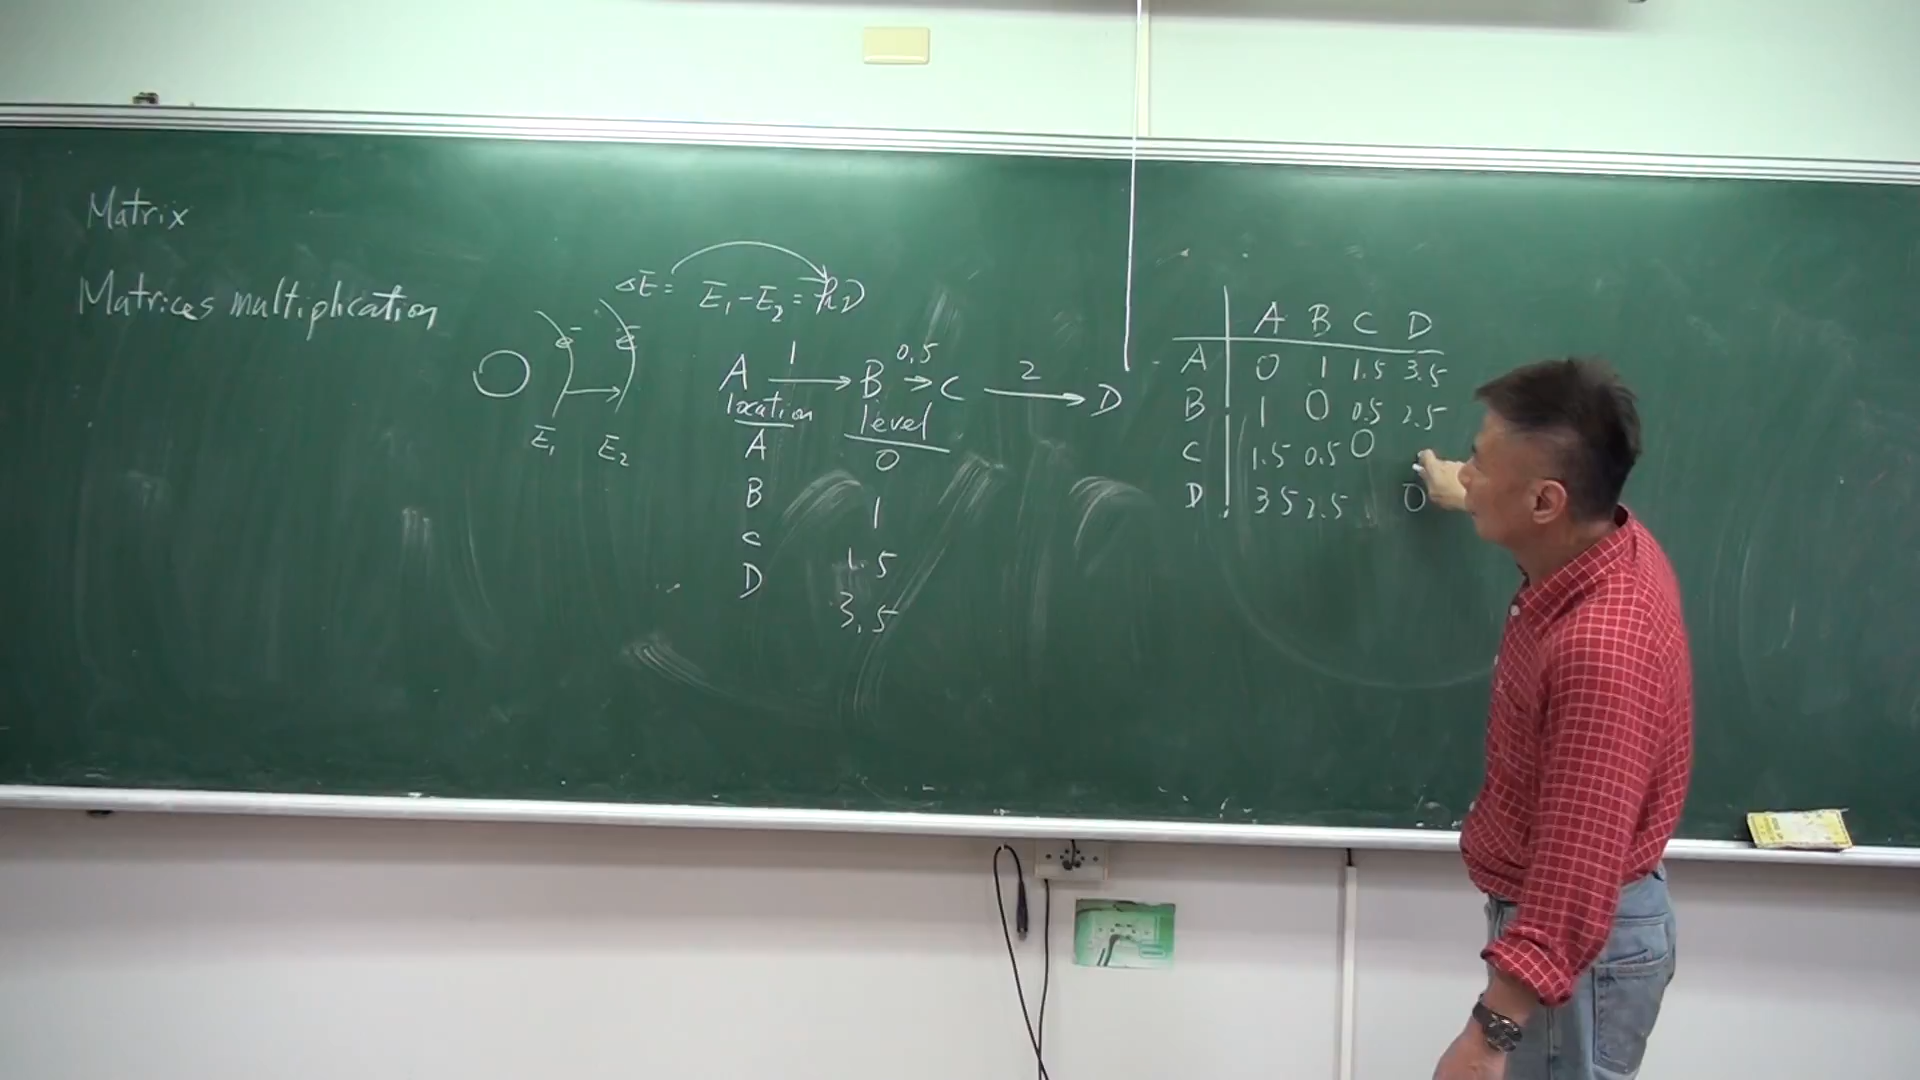 Matrix
Matrices multiplication
ΔE = E₁ - E₂ = hν
E₁ E₂
1 0.5 2
A → B → C → D
location level
A 0
B 1
C 1.5
D 3.5
A B C D
A 0 1 1.5 3.5
B 1 0 0.5 2.5
C 1.5 0.5 0
D 3 5 2.5 0